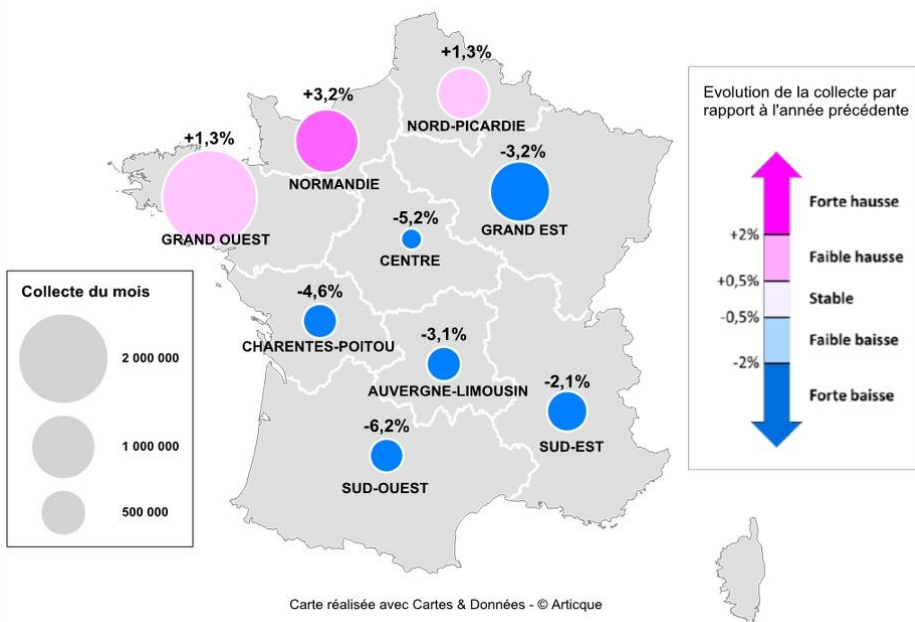 +1,3%
NORD-PICARDIE
+3,2%
NORMANDIE
+1,3%
GRAND OUEST
-3,2%
GRAND EST
-5,2%
CENTRE
-4,6%
CHARENTES-POITOU
-3,1%
AUVERGNE-LIMOUSIN
-2,1%
SUD-EST
-6,2%
SUD-OUEST
Collecte du mois
2 000 000
1 000 000
500 000
Evolution de la collecte par
rapport à l'année précédente
Forte hausse
+2%
Faible hausse
+0,5%
Stable
-0,5%
Faible baisse
-2%
Forte baisse
Carte réalisée avec Cartes & Données - © Articque